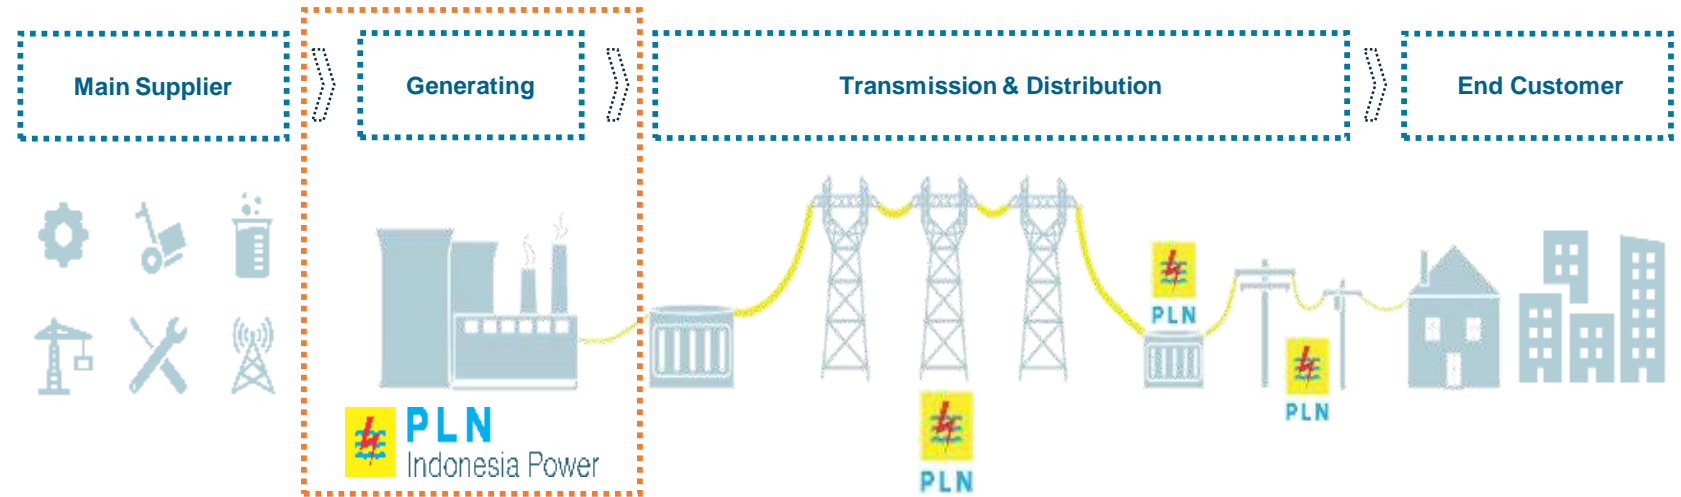 Main Supplier
Generating
Transmission & Distribution
End Customer
PLN
PLN
PLN
Indonesia Power
PLN